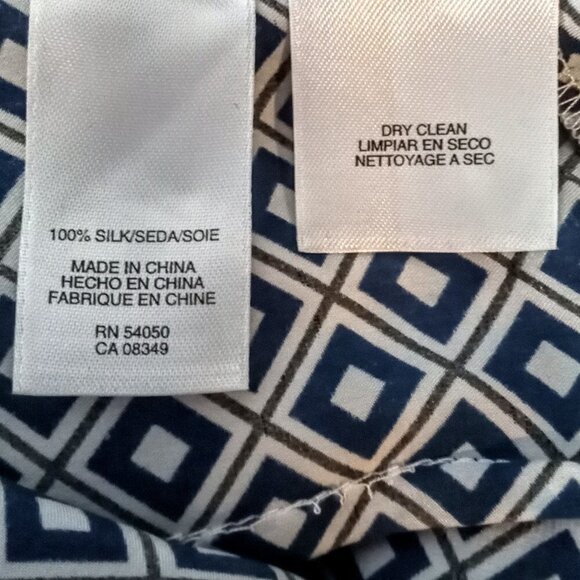 100% SILK/SEDA/SOIE
MADE IN CHINA
HECHO EN CHINA
FABRIQUE EN CHINE
RN 54050
CA 08349
DRY CLEAN
LIMPIAR EN SECO
NETTOYAGE A SEC